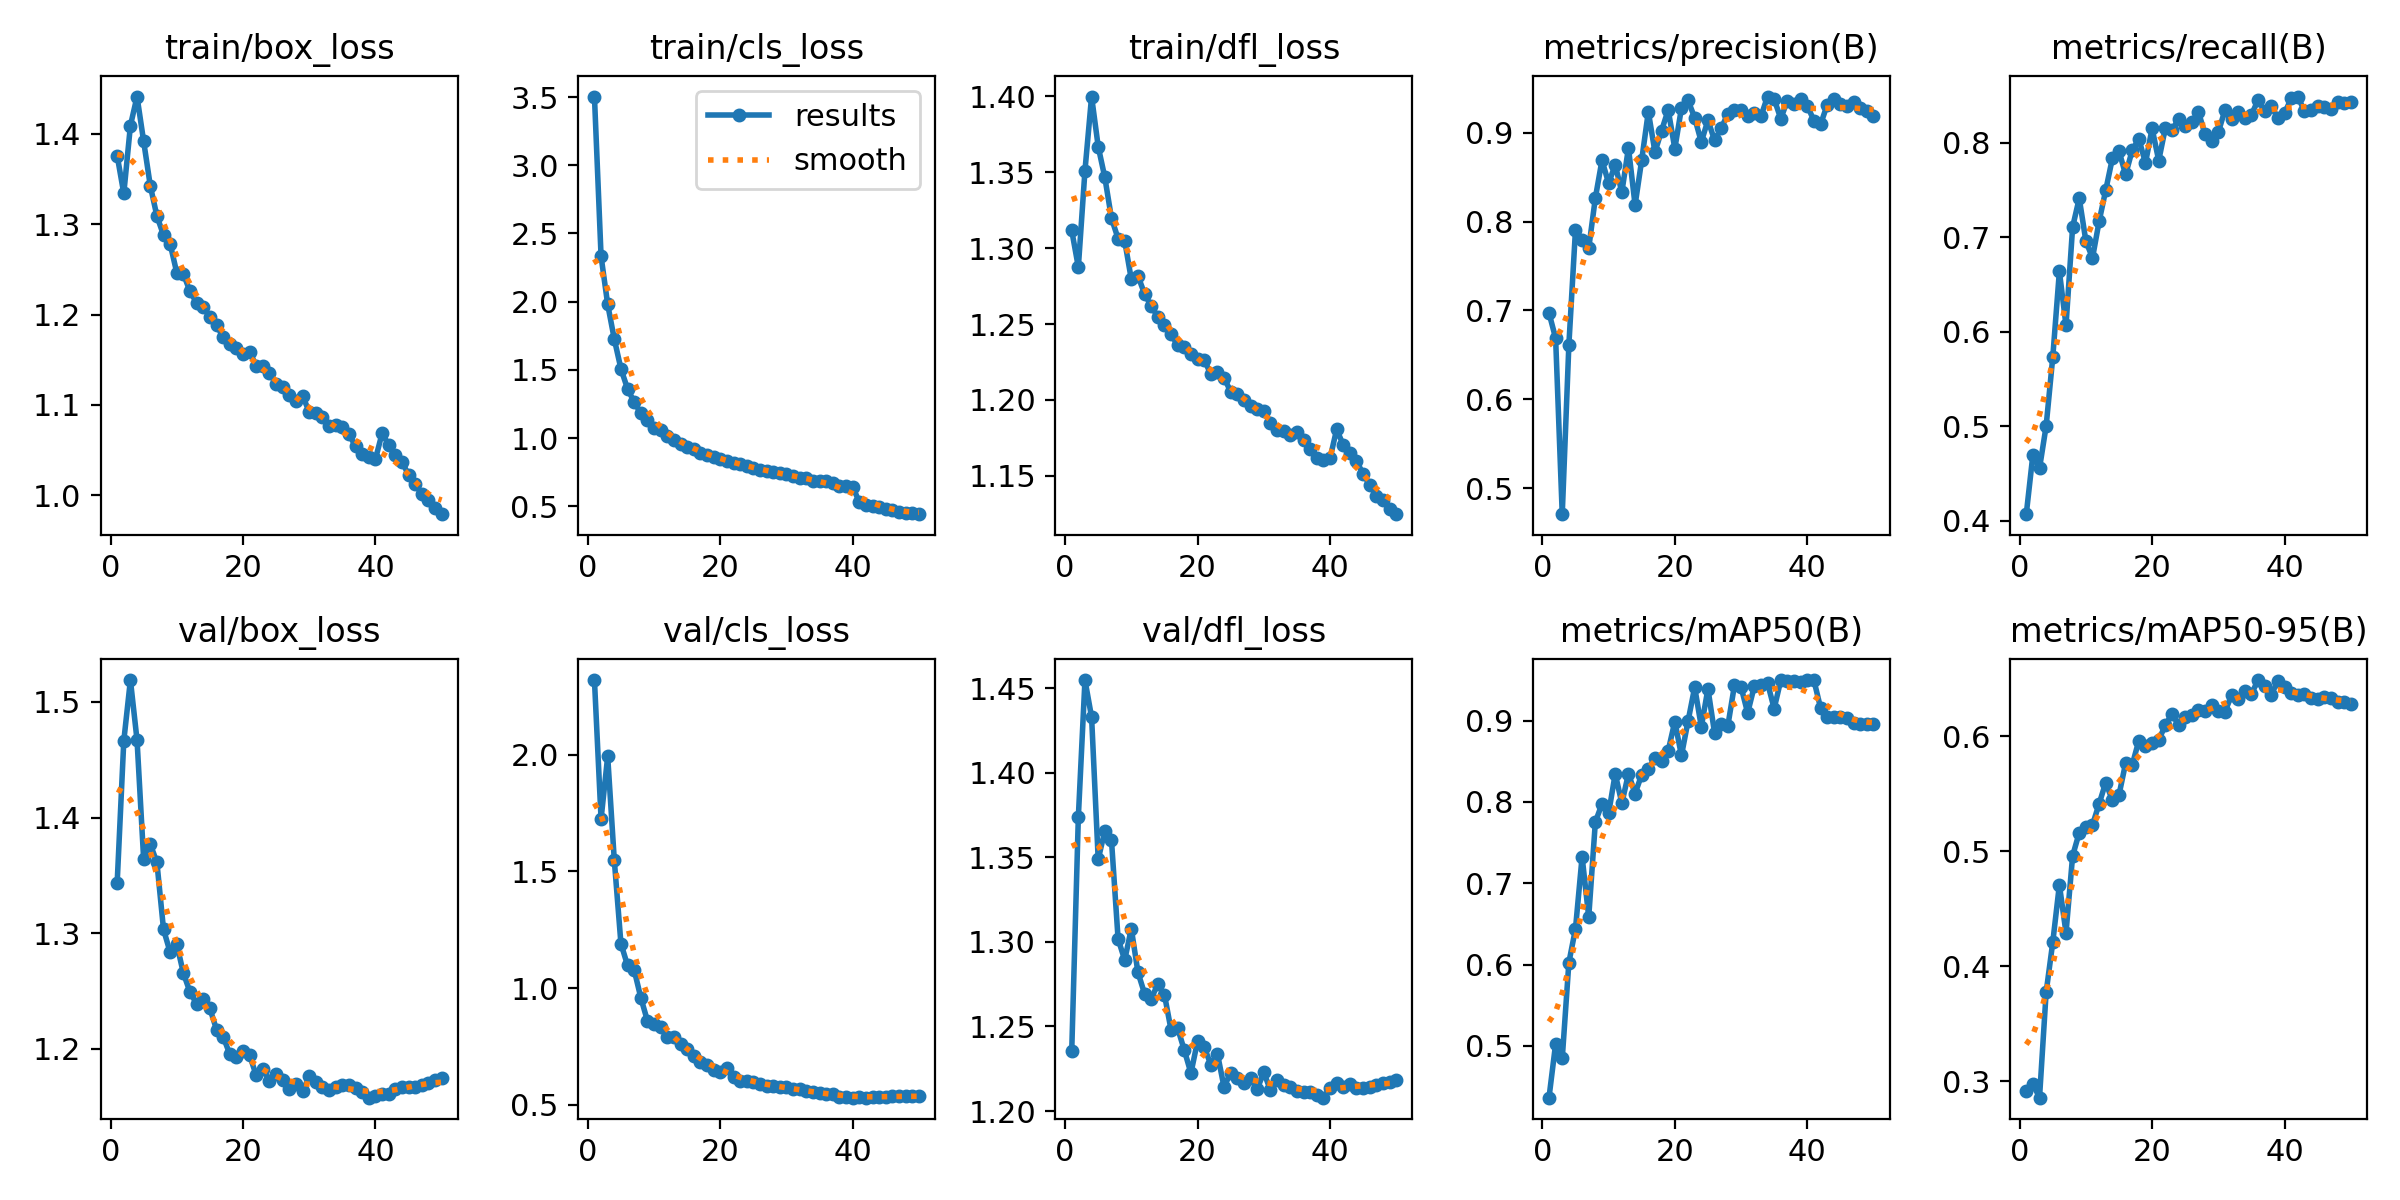 train/box_loss
train/cls_loss
train/dfl_loss
metrics/precision(B)
metrics/recall(B)
1.4
1.3
1.2
1.1
1.0
0 20 40
3.5
3.0
2.5
2.0
1.5
1.0
0.5
results
smooth
0 20 40
1.40
1.35
1.30
1.25
1.20
1.15
0 20 40
0.9
0.8
0.7
0.6
0.5
0 20 40
0.8
0.7
0.6
0.5
0.4
0 20 40
val/box_loss
val/cls_loss
val/dfl_loss
metrics/mAP50(B)
metrics/mAP50-95(B)
1.5
1.4
1.3
1.2
0 20 40
2.0
1.5
1.0
0.5
0 20 40
1.45
1.40
1.35
1.30
1.25
1.20
0 20 40
0.9
0.8
0.7
0.6
0.5
0 20 40
0.6
0.5
0.4
0.3
0 20 40